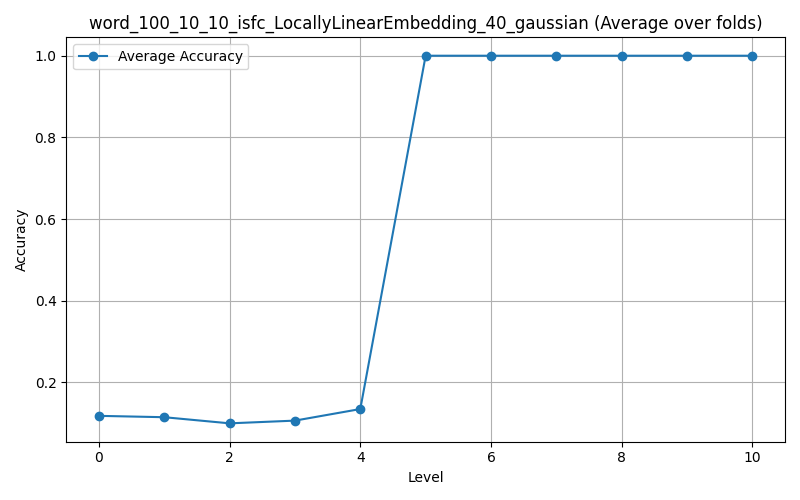 word_100_10_10_isfc_LocallyLinearEmbedding_40_gaussian (Average over folds)
Average Accuracy
1.0
0.8
0.6
0.4
0.2
Accuracy
0 2 4 6 8 10
Level